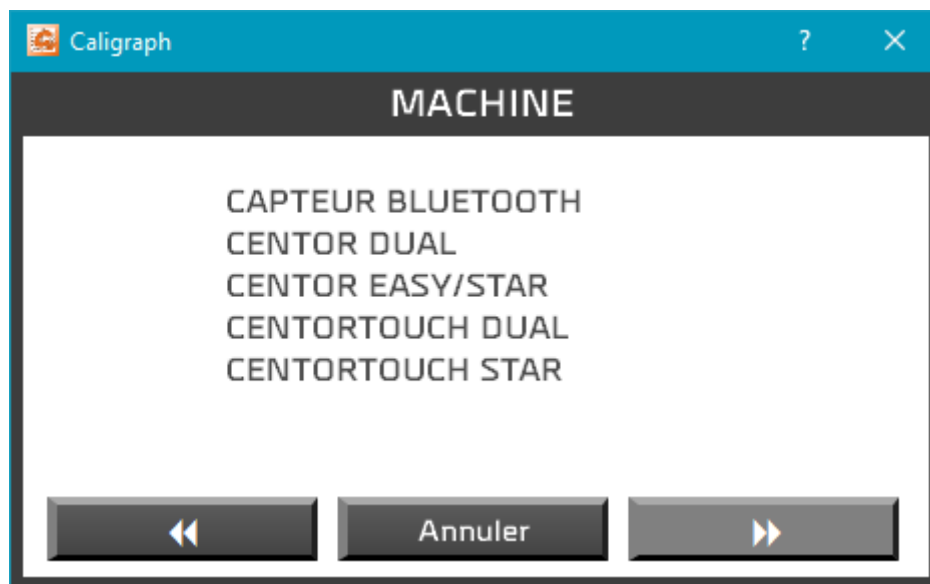 Caligraph
MACHINE
CAPTEUR BLUETOOTH
CENTOR DUAL
CENTOR EASY/STAR
CENTORTOUCH DUAL
CENTORTOUCH STAR
Annuler